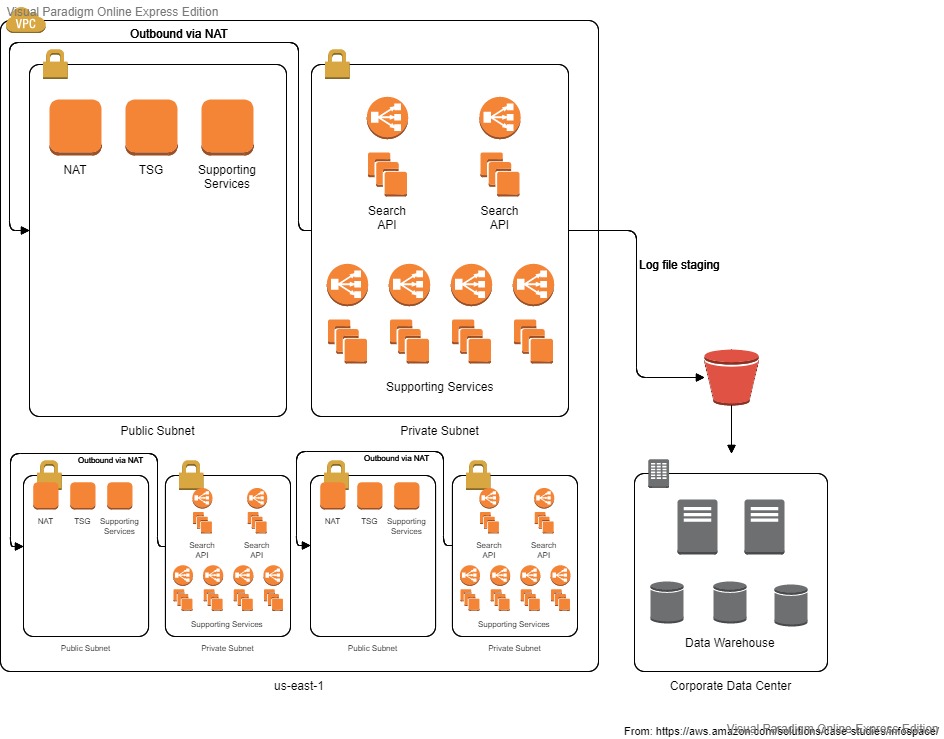 Visual Paradigm Online Express Edition
VPC
Outbound via NAT
NAT
TSG
Supporting
Services
Search
API
Search
API
Supporting Services
Public Subnet
Private Subnet
Log file staging
Outbound via NAT
NAT
TSG
Supporting
Services
Search
API
Search
API
Supporting Services
Public Subnet
Private Subnet
Outbound via NAT
NAT
TSG
Supporting
Services
Search
API
Search
API
Supporting Services
Public Subnet
Private Subnet
us-east-1
Data Warehouse
Corporate Data Center
From: https://aws.amazon.com/solutions/case-studies/infospace/
Visual Paradigm Online Express Edition